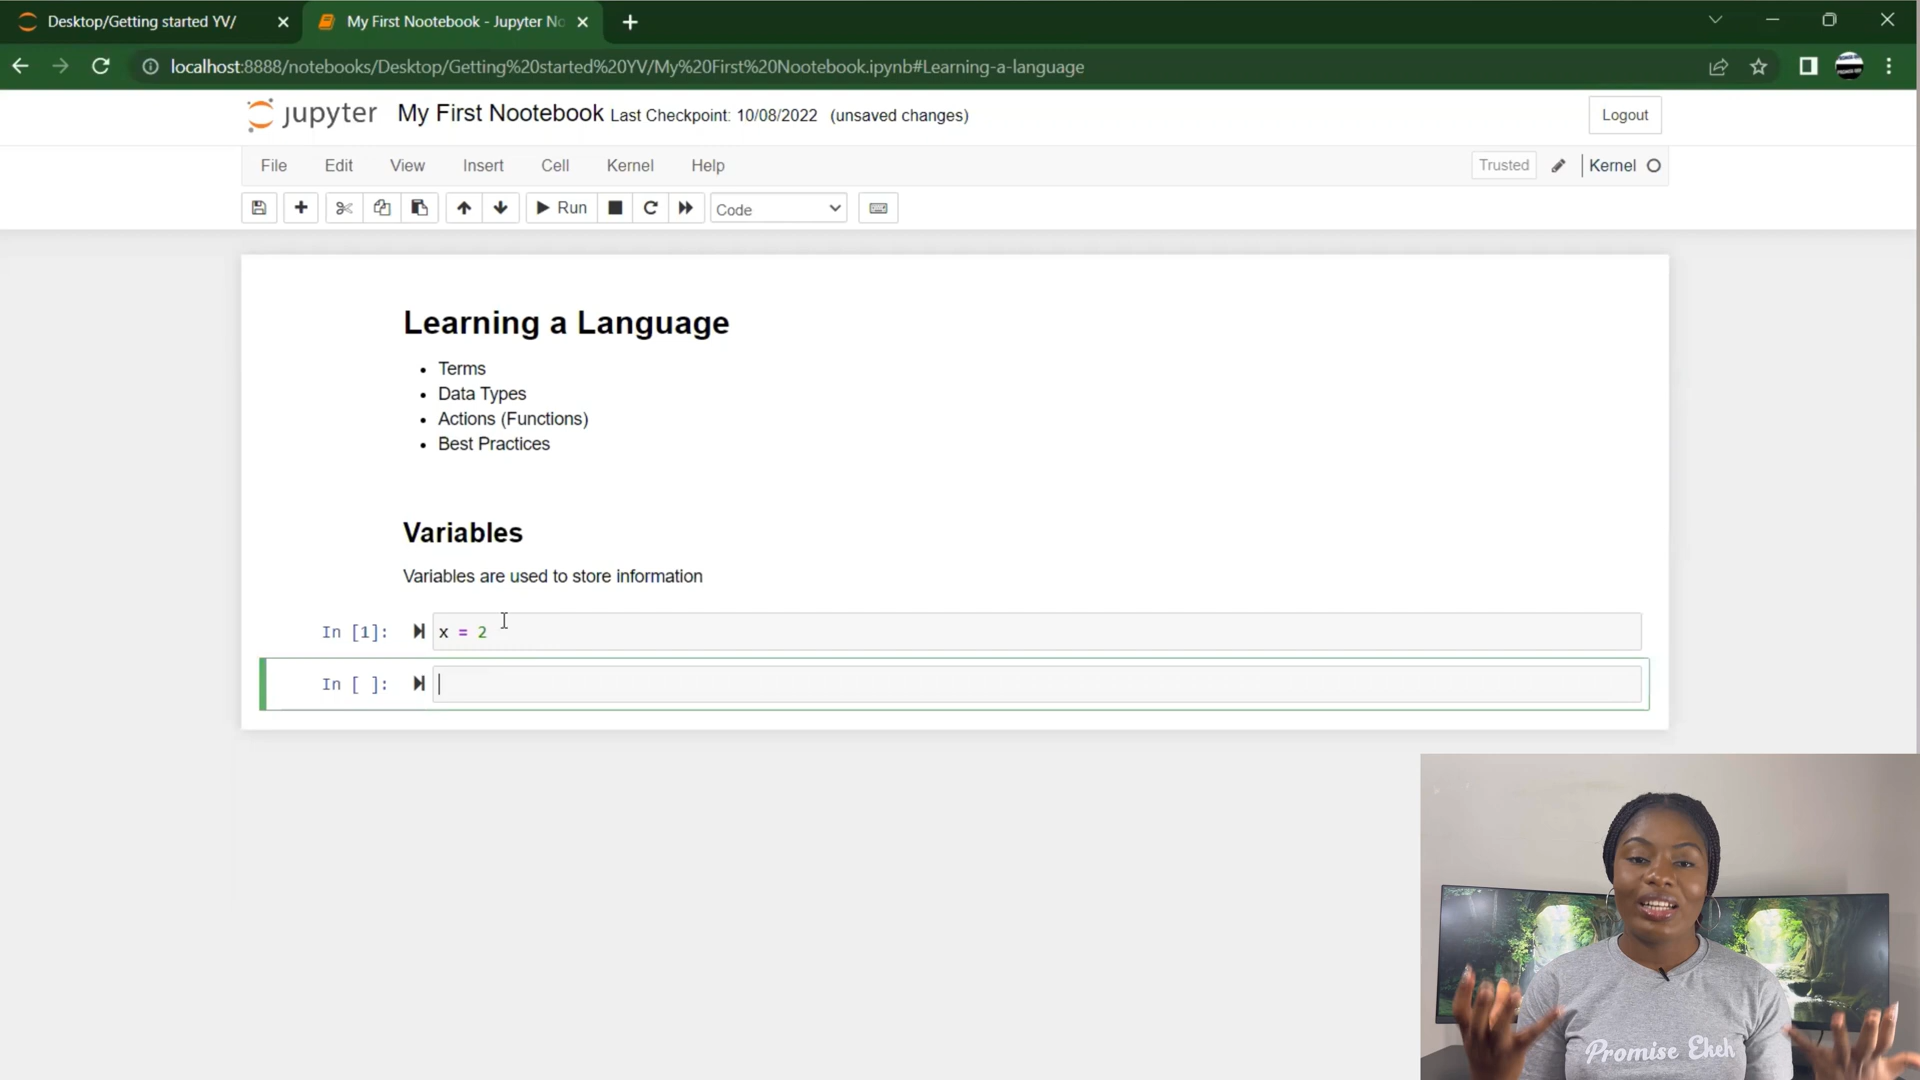 Desktop/Getting started YV/
My First Nootebook - Jupyter No
localhost:8888/notebooks/Desktop/Getting%20started%20YV/My%20First%20Nootebook.ipynb#Learning-a-language
jupyter My First Nootebook Last Checkpoint: 10/08/2022 (unsaved changes) Logout
File Edit View Insert Cell Kernel Help Trusted Kernel
Run Code
Learning a Language
• Terms
• Data Types
• Actions (Functions)
• Best Practices
Variables
Variables are used to store information
In [1]: x = 2
In [ ]:
Promise Ekeh